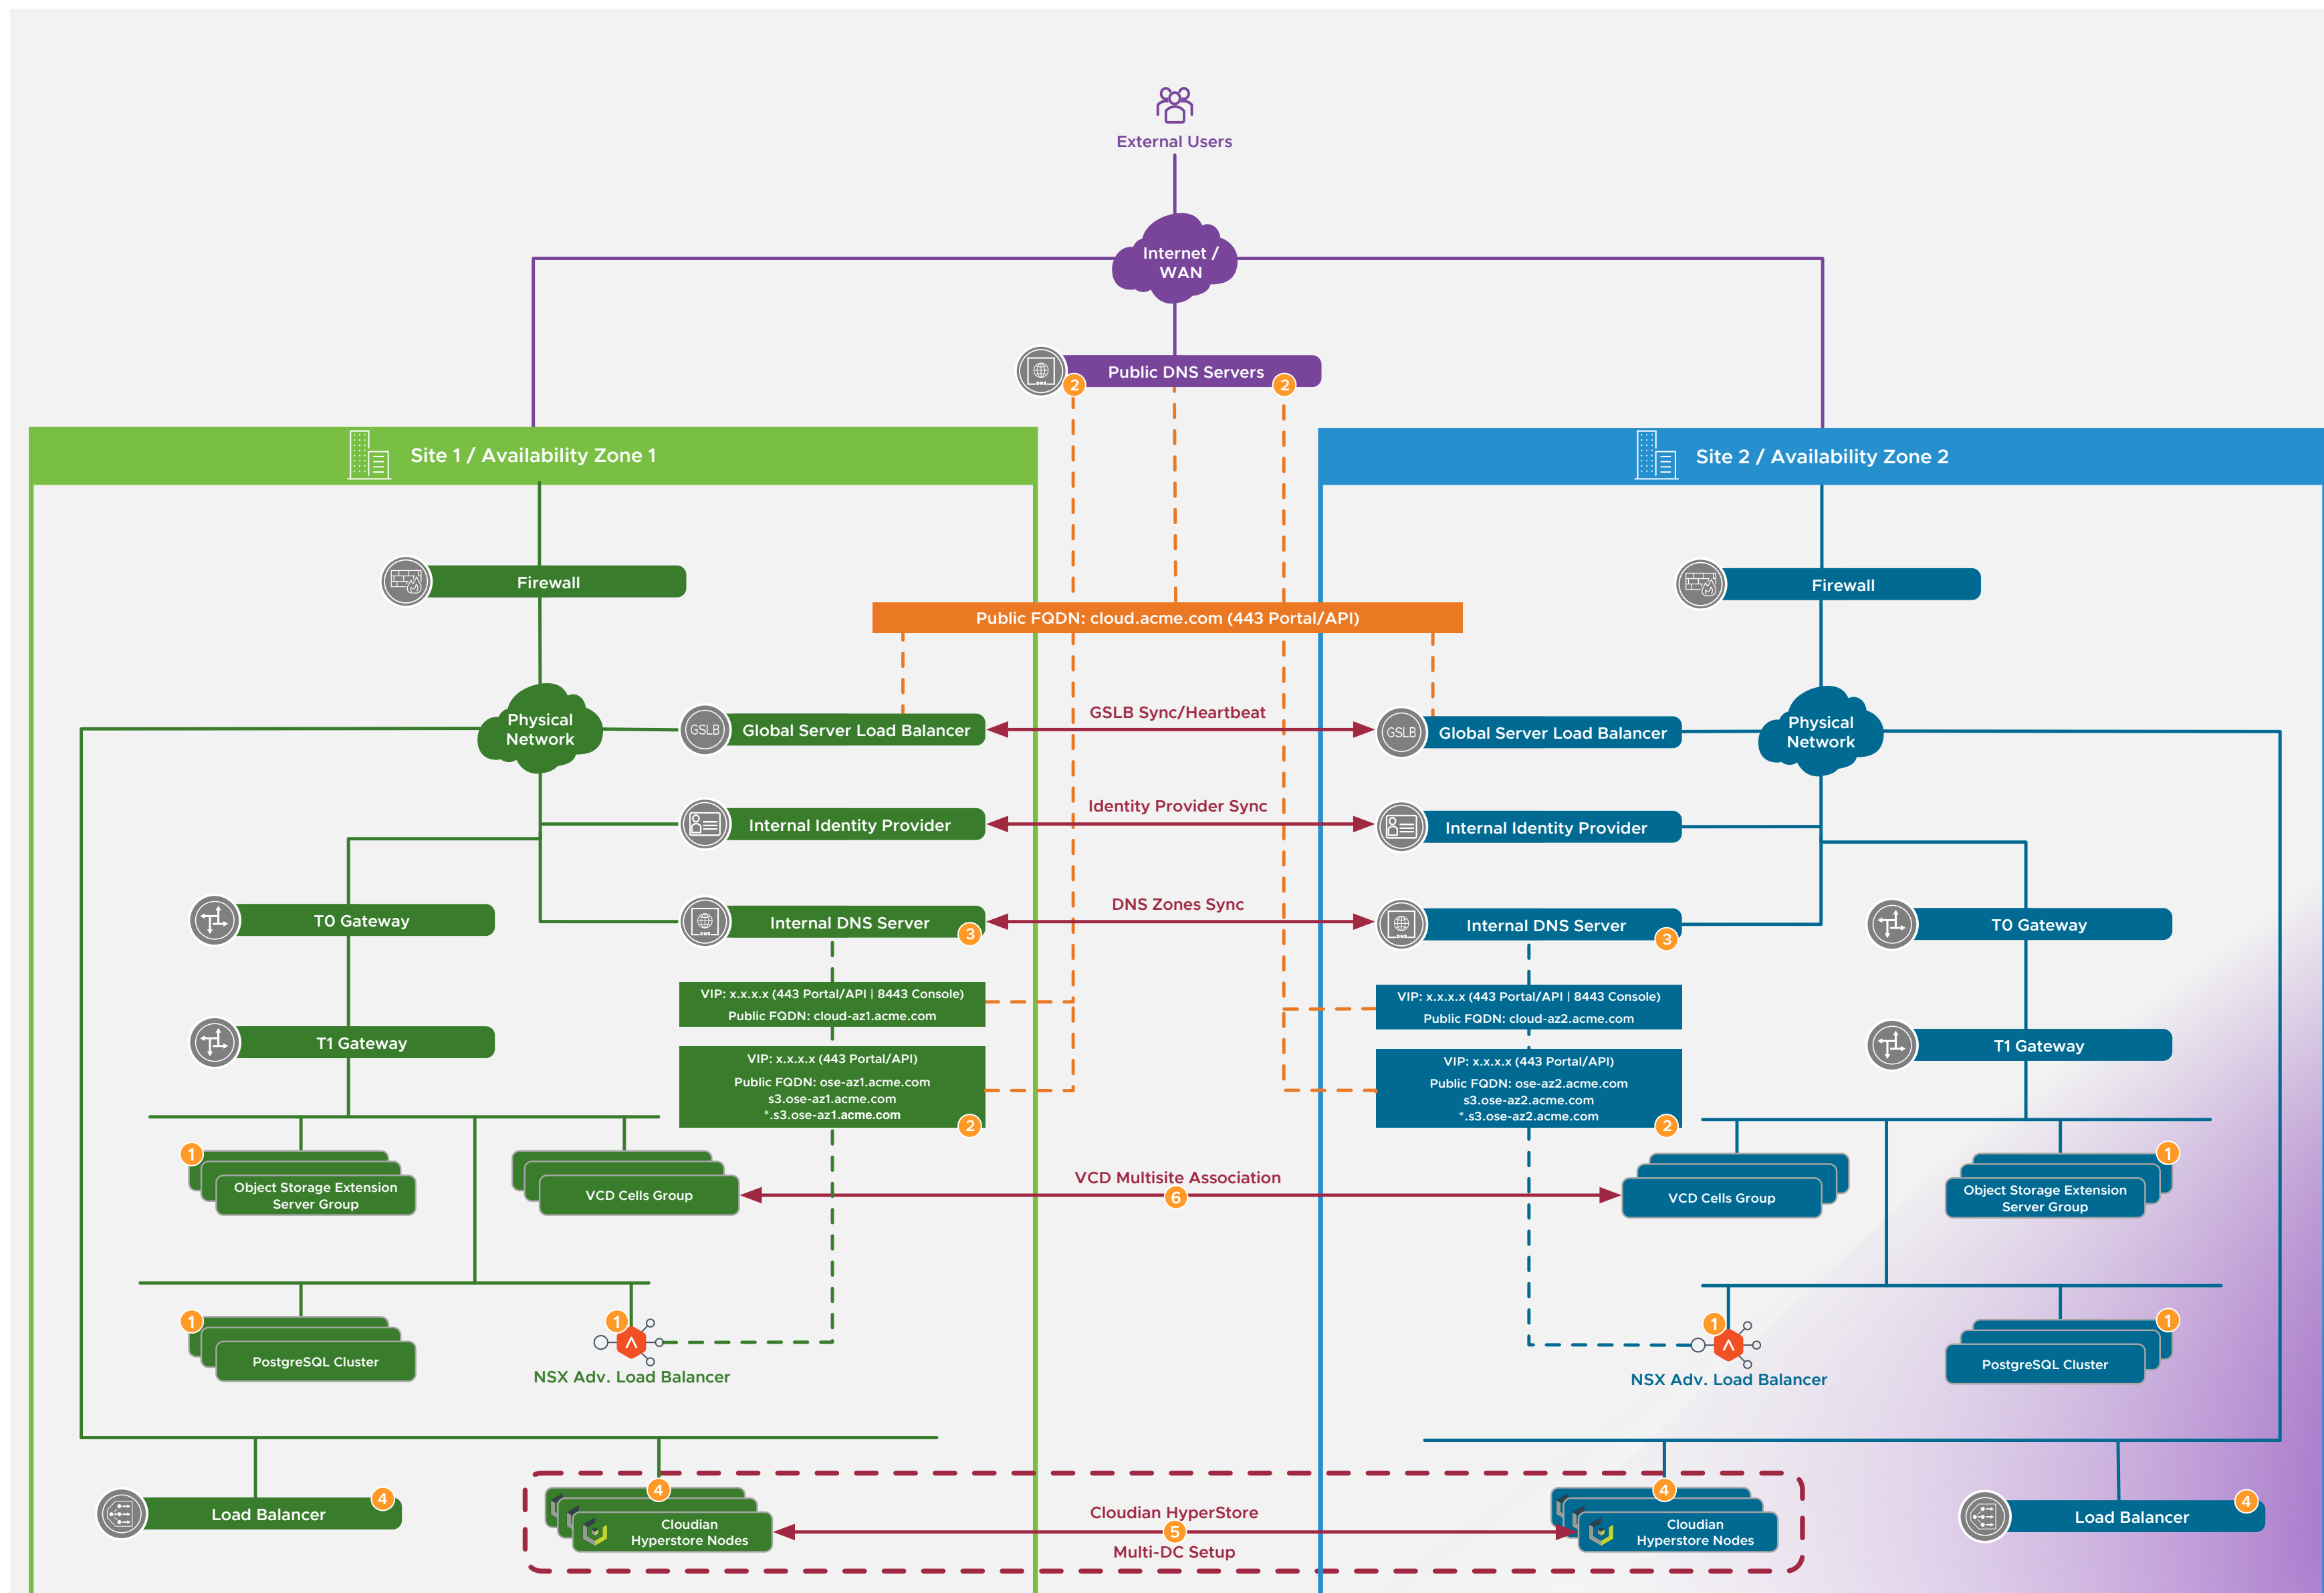 External Users
Internet /
WAN
Public DNS Servers
DNS
2
2
Site 1 / Availability Zone 1
Site 2 / Availability Zone 2
Firewall
Firewall
Public FQDN: cloud.acme.com (443 Portal/API)
Physical
Network
GSLB
Global Server Load Balancer
GSLB Sync/Heartbeat
GSLB
Global Server Load Balancer
Physical
Network
Internal Identity Provider
Identity Provider Sync
Internal Identity Provider
T0 Gateway
DNS
Internal DNS Server
3
DNS Zones Sync
DNS
Internal DNS Server
3
T0 Gateway
VIP: x.x.x.x (443 Portal/API | 8443 Console)
Public FQDN: cloud-az1.acme.com
VIP: x.x.x.x (443 Portal/API | 8443 Console)
Public FQDN: cloud-az2.acme.com
T1 Gateway
T1 Gateway
VIP: x.x.x.x (443 Portal/API)
Public FQDN: ose-az1.acme.com
s3.ose-az1.acme.com
*.s3.ose-az1.acme.com
2
VIP: x.x.x.x (443 Portal/API)
Public FQDN: ose-az2.acme.com
s3.ose-az2.acme.com
*.s3.ose-az2.acme.com
2
1
Object Storage Extension
Server Group
VCD Cells Group
VCD Multisite Association
6
VCD Cells Group
1
Object Storage Extension
Server Group
1
PostgreSQL Cluster
1
NSX Adv. Load Balancer
1
NSX Adv. Load Balancer
1
PostgreSQL Cluster
Load Balancer
4
4
Cloudian
Hyperstore Nodes
Cloudian HyperStore
5
Multi-DC Setup
4
Cloudian
Hyperstore Nodes
Load Balancer
4